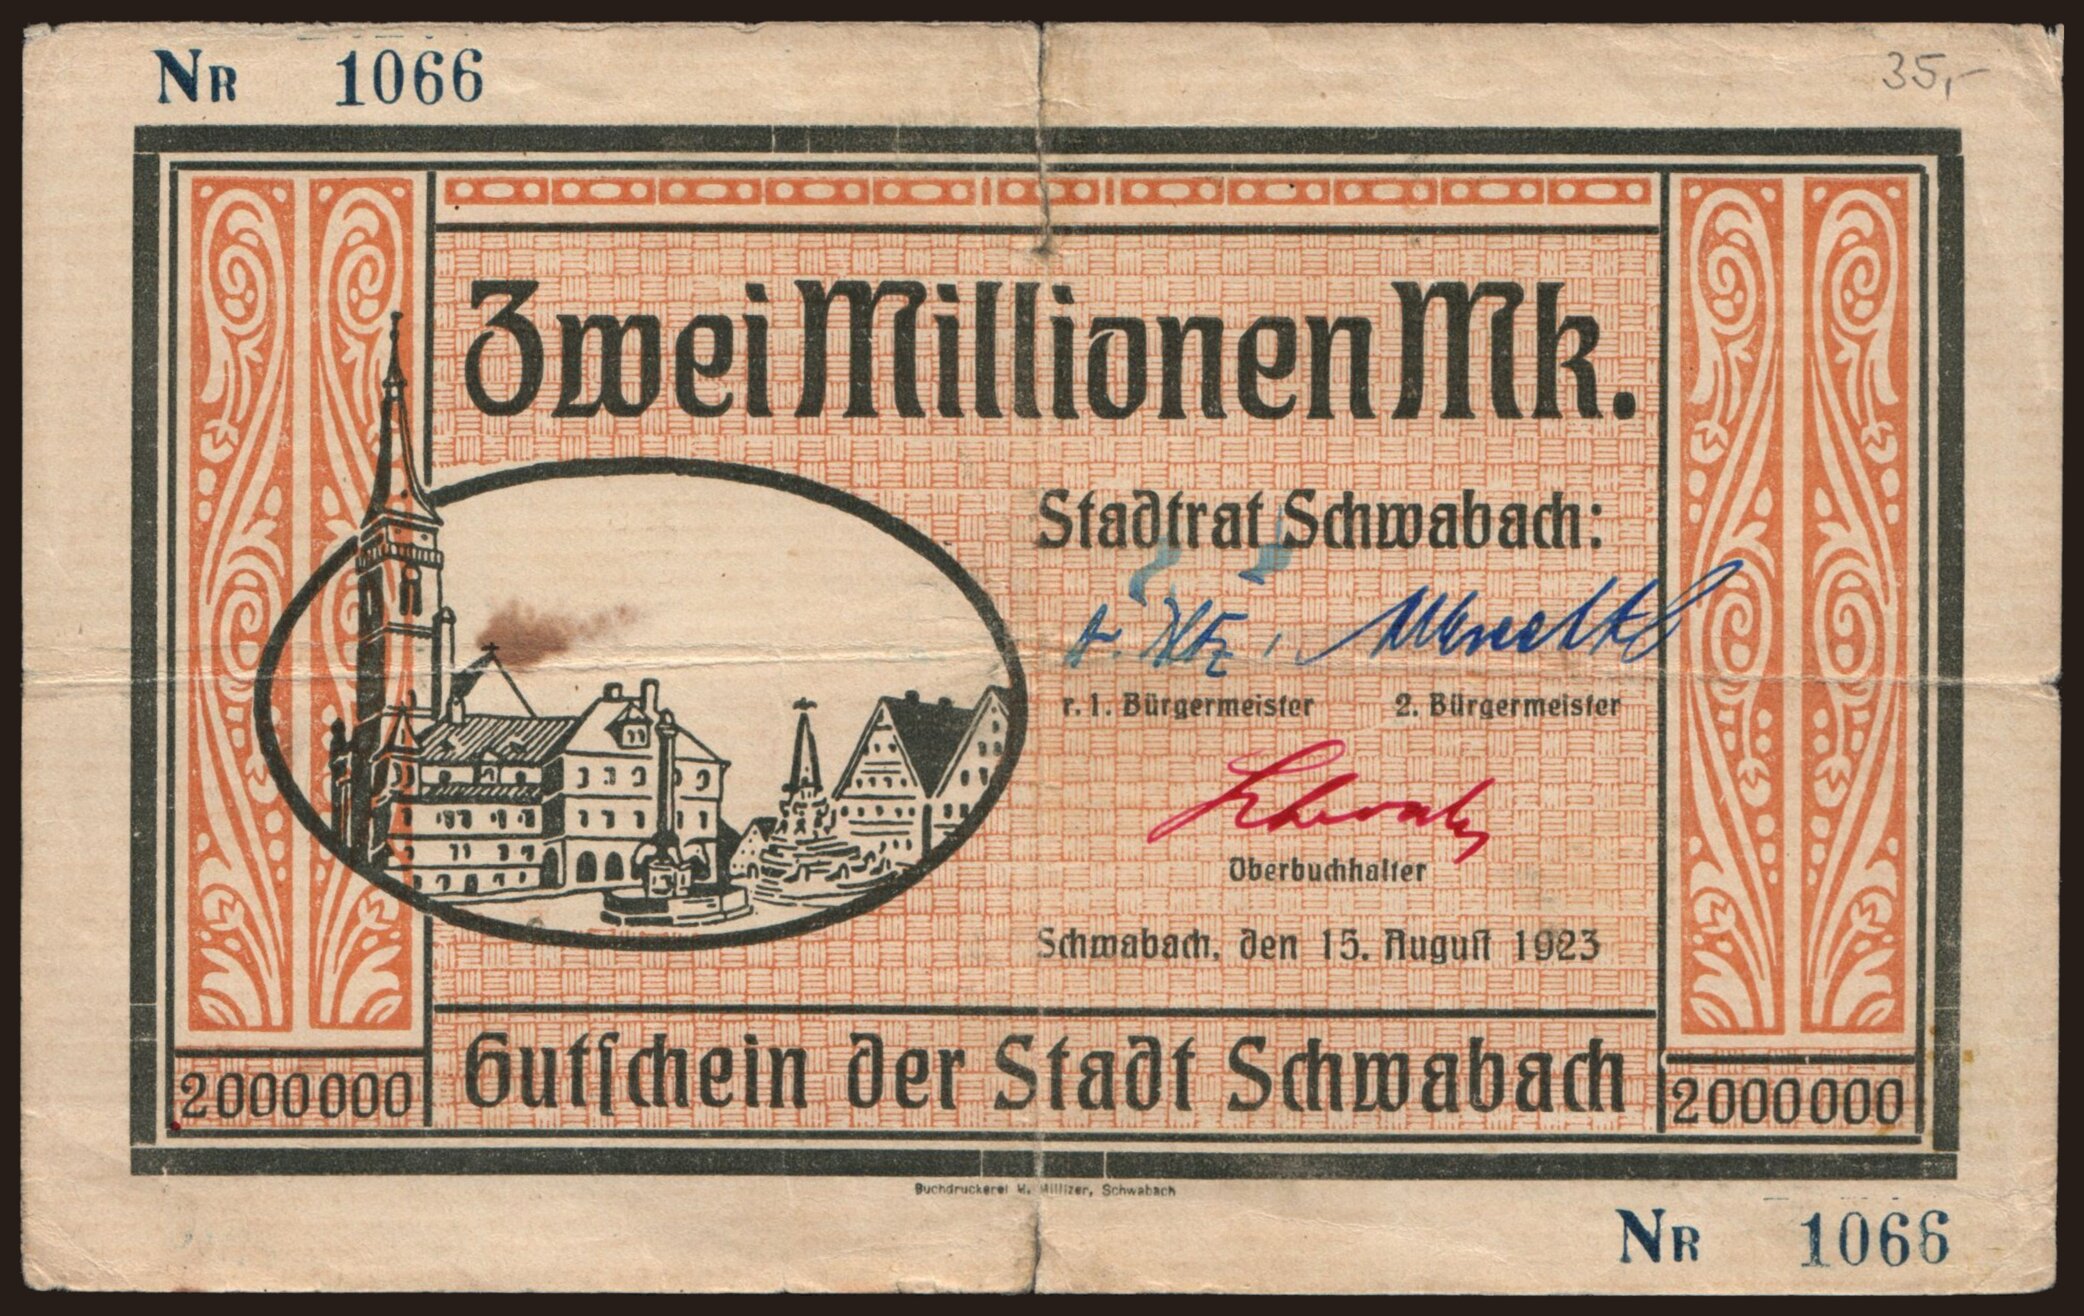 Nr 1066
35,-
Zwei Millionen Mk.
Stadtrat Schwabach:
r. 1. Bürgermeister 2. Bürgermeister
Oberbuchhalter
Schwabach, den 15. August 1923
2000000 Gutschein der Stadt Schwabach 2000000
Buchdruckerei M. Millizer, Schwabach
Nr 1066